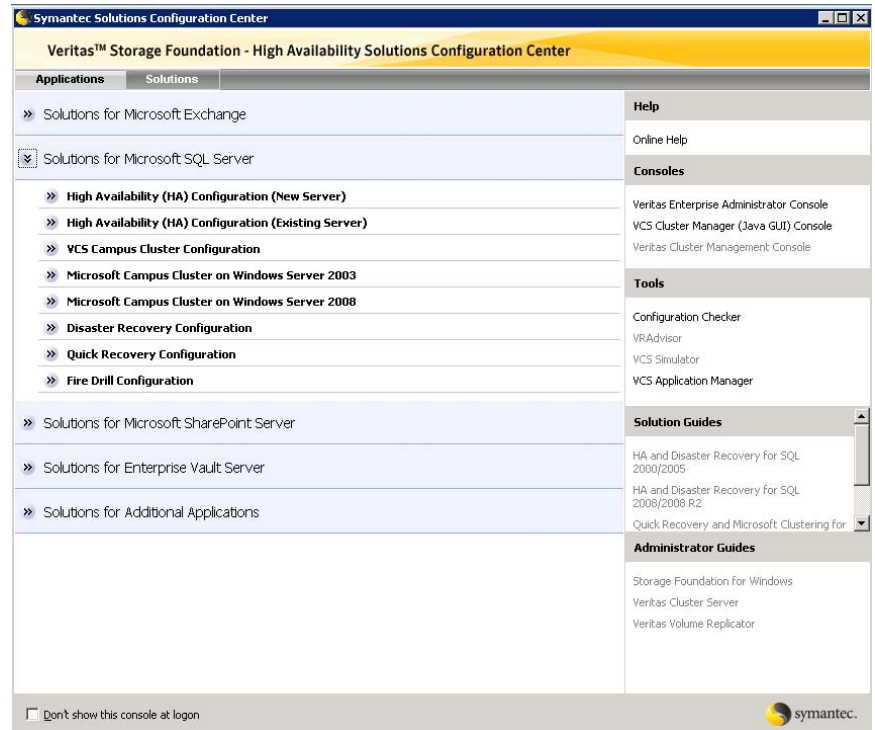 Symantec Solutions Configuration Center
Veritas™ Storage Foundation - High Availability Solutions Configuration Center
Applications
Solutions
Solutions for Microsoft Exchange
Solutions for Microsoft SQL Server
High Availability (HA) Configuration (New Server)
High Availability (HA) Configuration (Existing Server)
VCS Campus Cluster Configuration
Microsoft Campus Cluster on Windows Server 2003
Microsoft Campus Cluster on Windows Server 2008
Disaster Recovery Configuration
Quick Recovery Configuration
Fire Drill Configuration
Solutions for Microsoft SharePoint Server
Solutions for Enterprise Vault Server
Solutions for Additional Applications
Help
Online Help
Consoles
Veritas Enterprise Administrator Console
VCS Cluster Manager (Java GUI) Console
Veritas Cluster Management Console
Tools
Configuration Checker
VRAdvisor
VCS Simulator
VCS Application Manager
Solution Guides
HA and Disaster Recovery for SQL
2000/2005
HA and Disaster Recovery for SQL
2008/2008 R2
Quick Recovery and Microsoft Clustering for
Administrator Guides
Storage Foundation for Windows
Veritas Cluster Server
Veritas Volume Replicator
Don't show this console at logon
symantec.